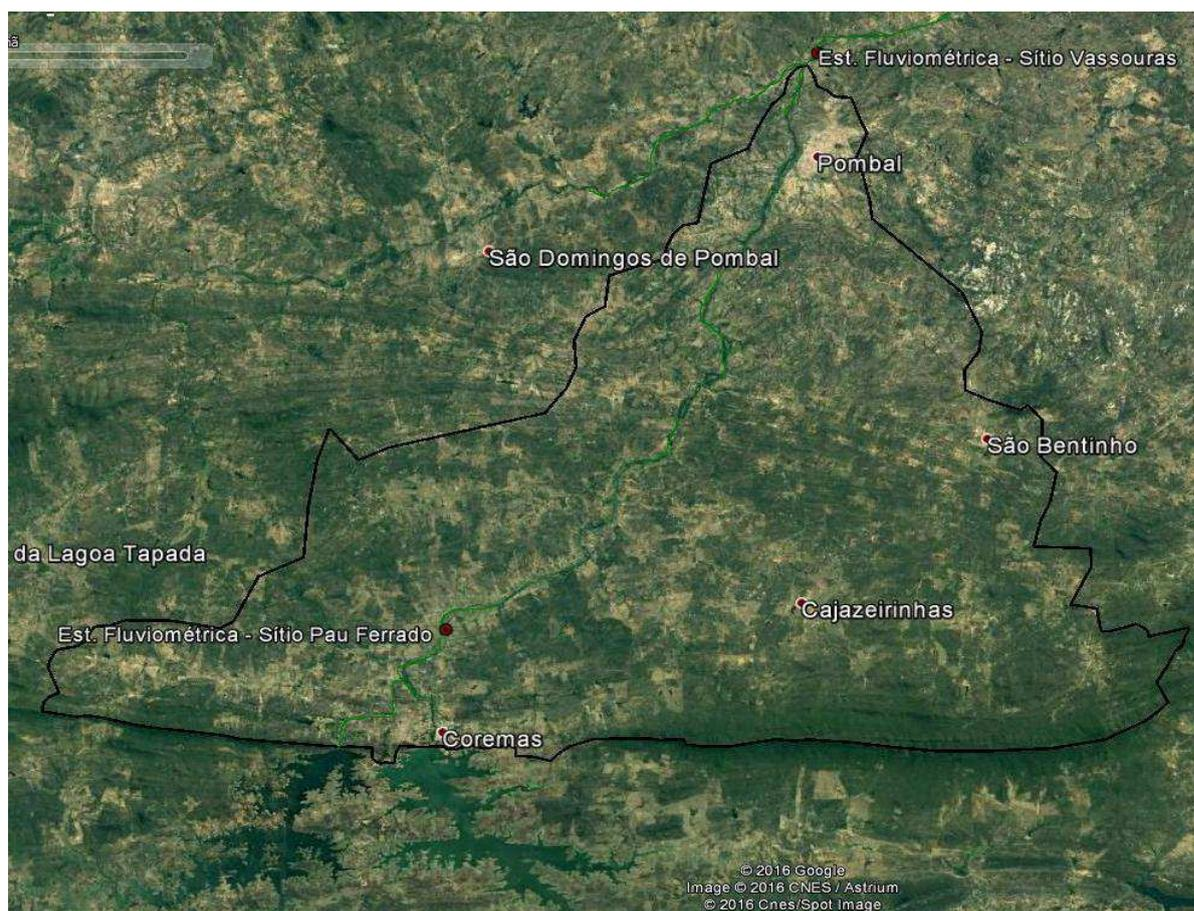 Est. Fluviométrica - Sítio Vassouras
Pombal
São Domingos de Pombal
São Bentinho
da Lagoa Tapada
Cajazeirinhas
Est. Fluviométrica - Sítio Pau Ferrado
Coremas
© 2016 Google
Image © 2016 CNES / Astrium
© 2016 Cnes/Spot Image